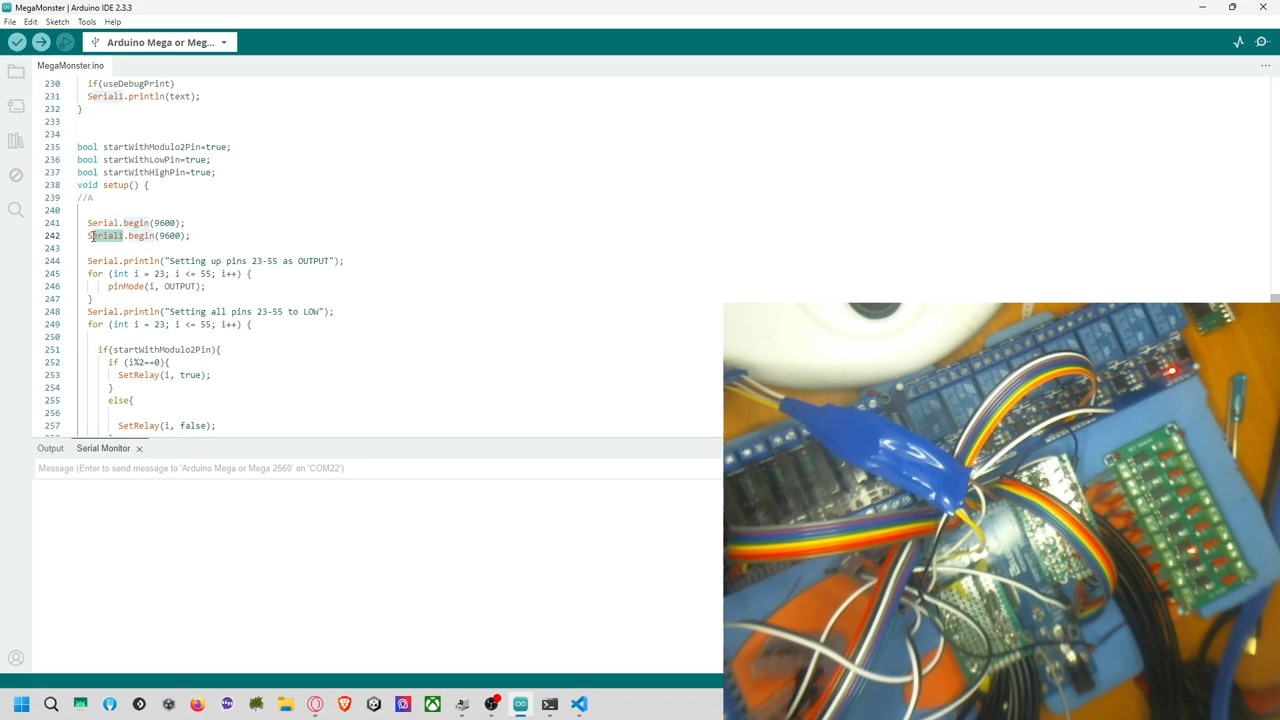 MegaMonster | Arduino IDE 2.3.3
File Edit Sketch Tools Help
Arduino Mega or Meg...
MegaMonster.ino
230 if(useDebugPrint)
231 Serial1.println(text);
232 }
233
234
235 bool startWithModulo2Pin=true;
236 bool startWithLowPin=true;
237 bool startWithHighPin=true;
238 void setup() {
239 //A
240
241 Serial.begin(9600);
242 Serial1.begin(9600);
243
244 Serial.println("Setting up pins 23-55 as OUTPUT");
245 for (int i = 23; i <= 55; i++) {
246 pinMode(i, OUTPUT);
247 }
248 Serial.println("Setting all pins 23-55 to LOW");
249 for (int i = 23; i <= 55; i++) {
250
251 if(startWithModulo2Pin){
252 if (i%2==0){
253 SetRelay(i, true);
254 }
255 else{
256
257 SetRelay(i, false);
Output Serial Monitor
Message (Enter to send message to 'Arduino Mega or Mega 2560' on 'COM22')